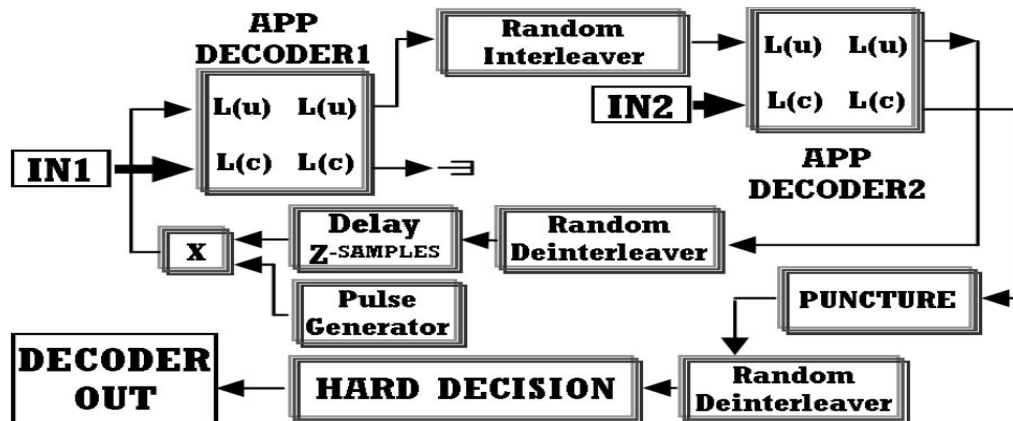 APP
DECODER1
L(u) L(u)
L(c) L(c)
Random
Interleaver
L(u) L(u)
L(c) L(c)
IN2
APP
DECODER2
IN1
X
Delay
Z-SAMPLES
Random
Deinterleaver
Pulse
Generator
PUNCTURE
DECODER
OUT
HARD DECISION
Random
Deinterleaver